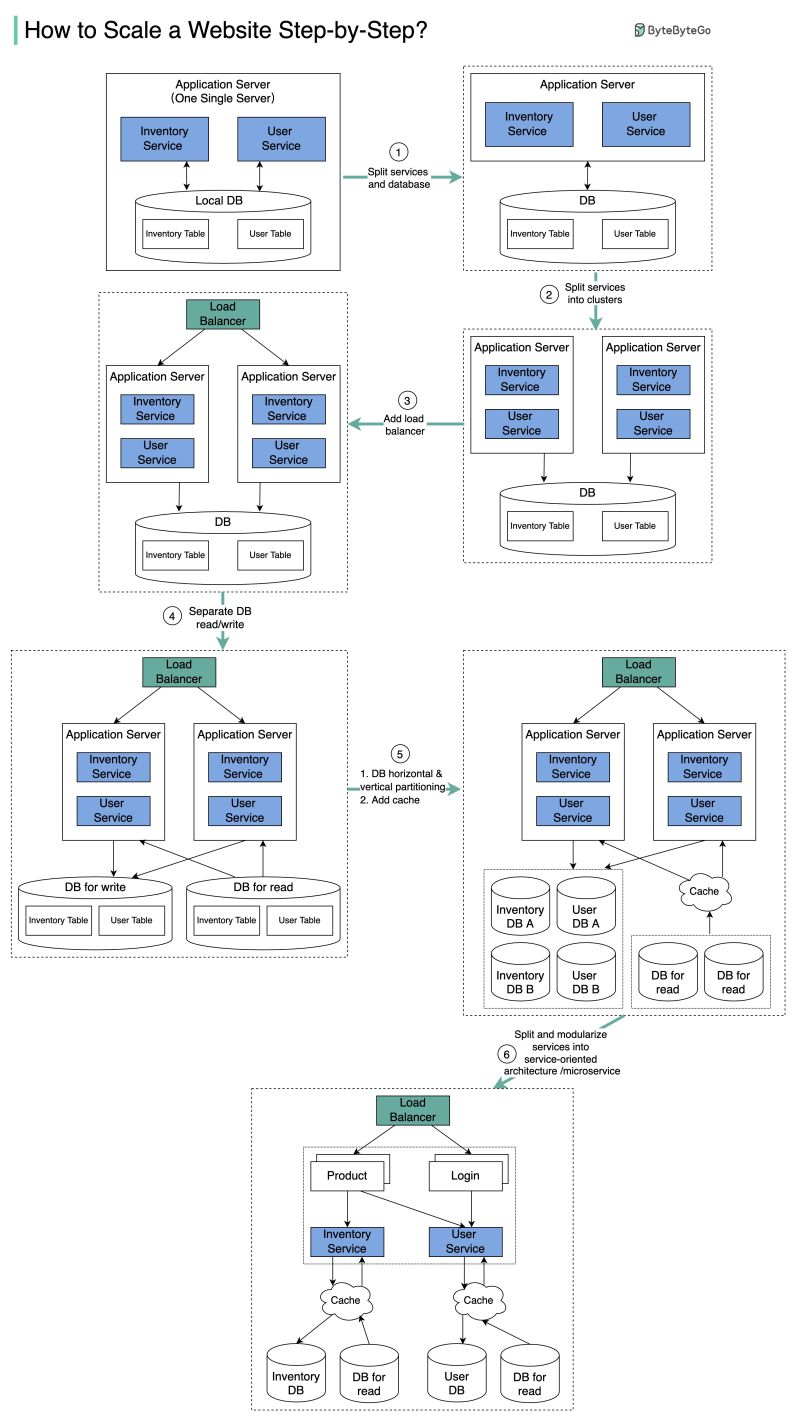 How to Scale a Website Step-by-Step?
ByteByteGo
Application Server
(One Single Server)
Inventory
Service
User
Service
Local DB
Inventory Table
User Table
1
Split services
and database
Application Server
Inventory
Service
User
Service
DB
Inventory Table
User Table
2
Split services
into clusters
Application Server
Inventory
Service
User
Service
Application Server
Inventory
Service
User
Service
DB
Inventory Table
User Table
3
Add load
balancer
Load
Balancer
Application Server
Inventory
Service
User
Service
Application Server
Inventory
Service
User
Service
DB
Inventory Table
User Table
4
Separate DB
read/write
Load
Balancer
Application Server
Inventory
Service
User
Service
Application Server
Inventory
Service
User
Service
DB for write
Inventory Table
User Table
DB for read
Inventory Table
User Table
5
1. DB horizontal &
vertical partitioning
2. Add cache
Load
Balancer
Application Server
Inventory
Service
User
Service
Application Server
Inventory
Service
User
Service
Inventory
DB A
User
DB A
Inventory
DB B
User
DB B
Cache
DB for
read
DB for
read
6
Split and modularize
services into
service-oriented
architecture /microservice
Load
Balancer
Product
Login
Inventory
Service
User
Service
Cache
Cache
Inventory
DB
DB for
read
User
DB
DB for
read